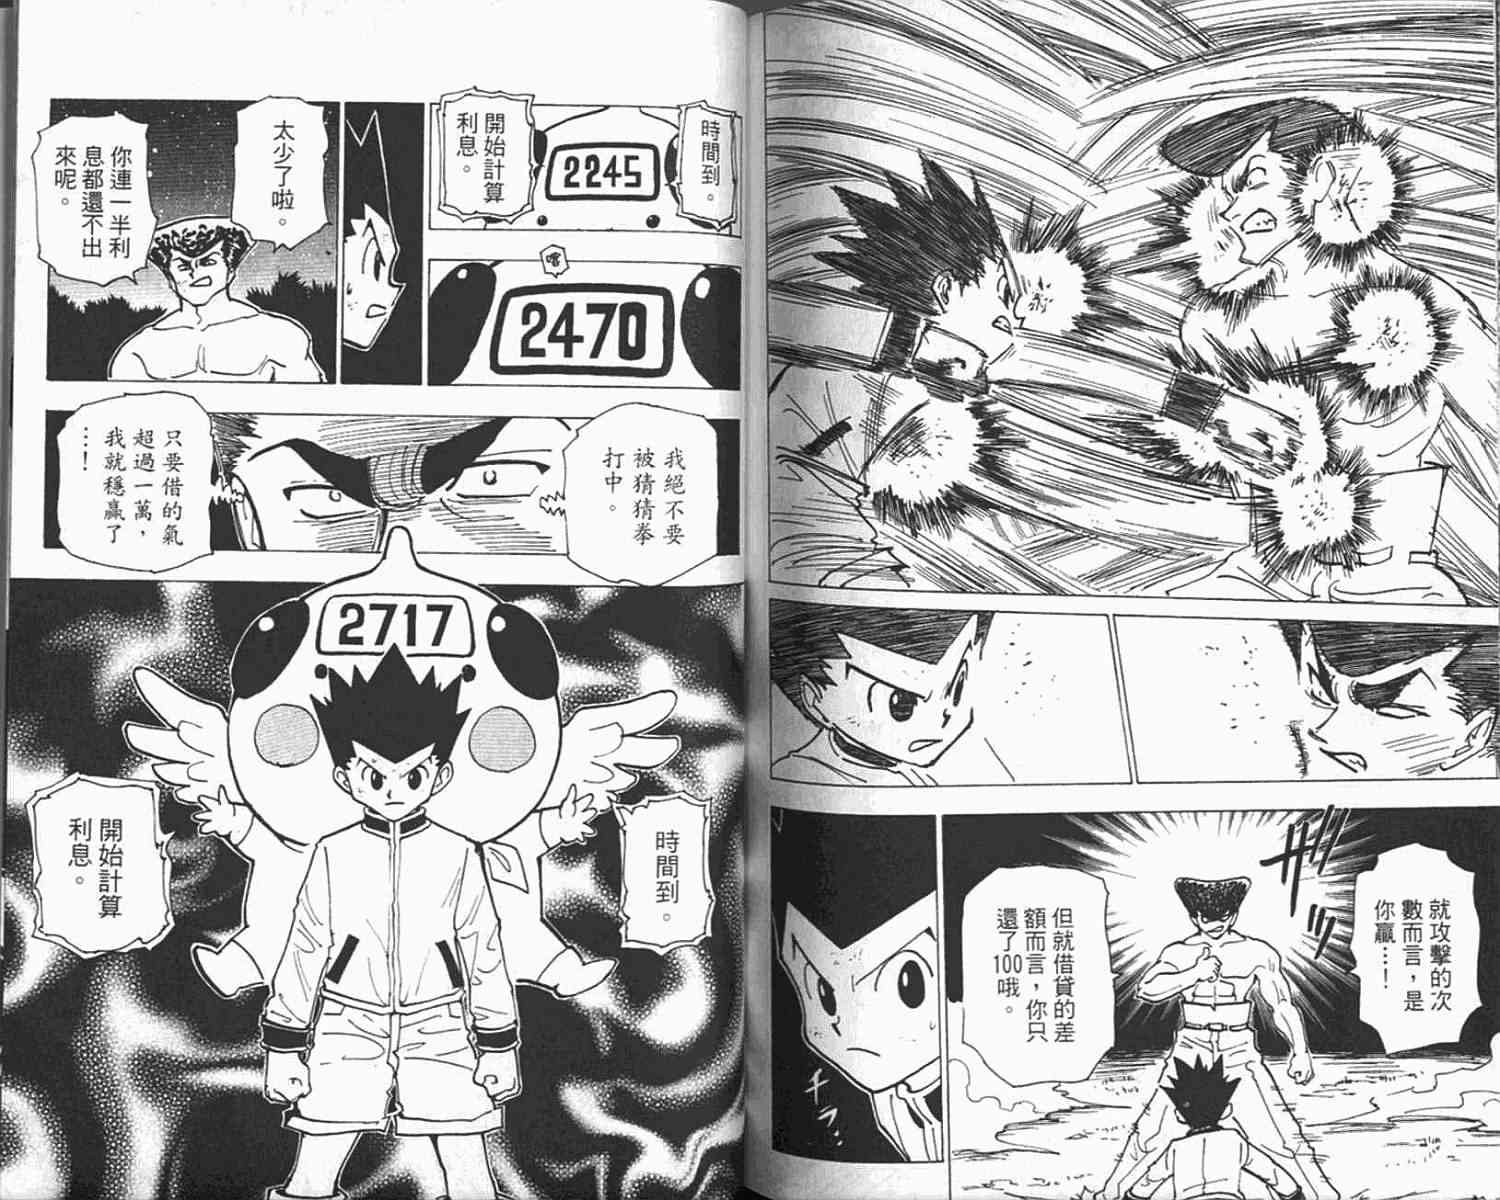 就攻擊的次
數而言，是
你贏…！
但就借貸的差
額而言，你只
還了100哦。
チラ…
時間到。
2245
開始計算
利息。
嚓
2470
太少了啦。
你連一半利
息都還不出
來呢。
我絕不要
被猜猜拳
打中。
只要借的氣
超過一萬，
我就穩贏了
…！
2717
時間到。
開始計算
利息。